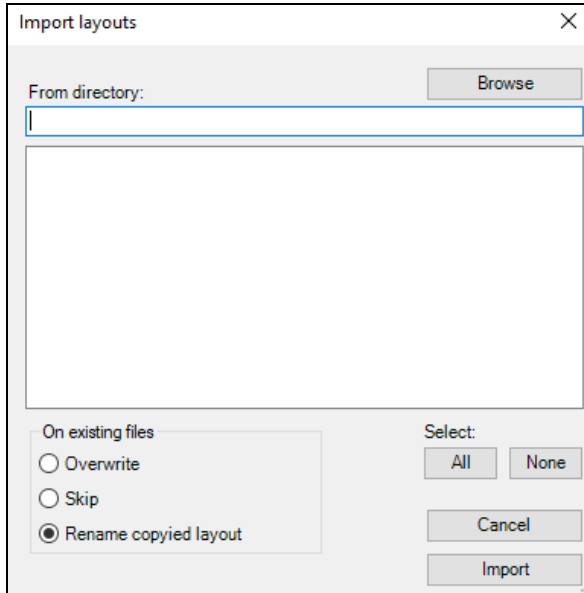 Import layouts
Browse
From directory:
On existing files
Overwrite
Skip
Rename copyied layout
Select:
All None
Cancel
Import